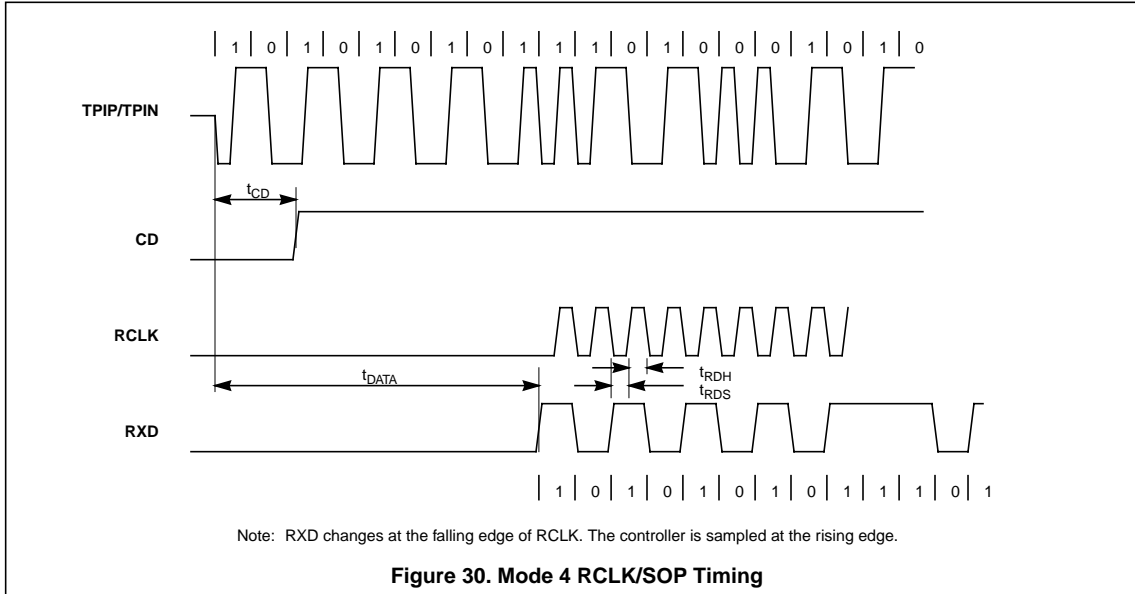 1 0 1 0 1 0 1 0 1 1 1 0 1 0 0 0 1 0 1 0
TPIP/TPIN
tCD
CD
RCLK
tDATA
tRDH
tRDS
RXD
1 0 1 0 1 0 1 0 1 1 1 0 1
Note: RXD changes at the falling edge of RCLK. The controller is sampled at the rising edge.
Figure 30. Mode 4 RCLK/SOP Timing